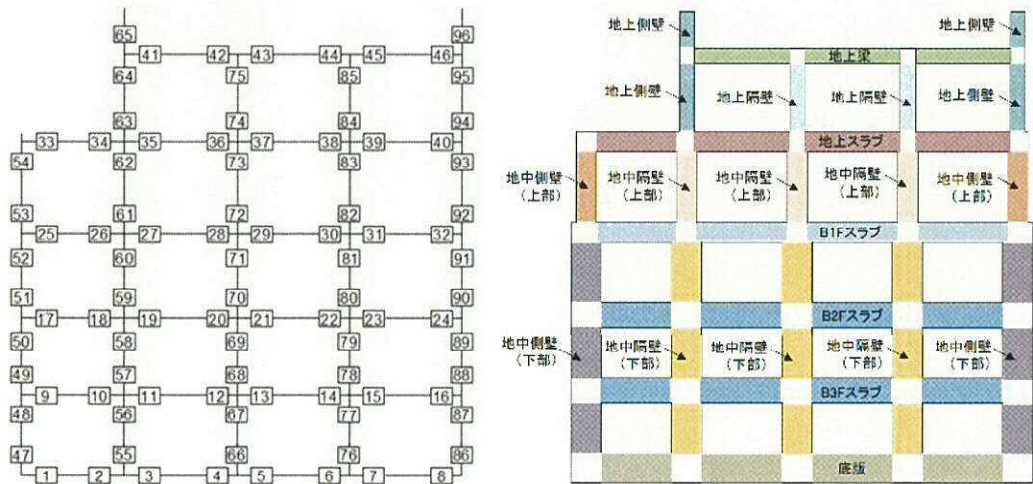 65 96
41 42 43 44 45 46
64 75 85 95
63 74 84 94
33 34 35 36 37 38 39 40
54 62 73 83 93
53 61 72 82 92
25 26 27 28 29 30 31 32
52 60 71 81 91
51 59 70 80 90
17 18 19 20 21 22 23 24
50 58 69 79 89
49 57 68 78 88
9 10 11 12 13 14 15 16
48 56 67 77 87
47 55 66 76 86
1 2 3 4 5 6 7 8
地上側壁 地上側壁
地上梁
地上側壁 地上隔壁 地上隔壁 地上側壁
地上スラブ
地中側壁
（上部）
地中隔壁
（上部）
地中隔壁
（上部）
地中隔壁
（上部）
地中側壁
（上部）
B1Fスラブ
B2Fスラブ
地中側壁
（下部）
地中隔壁
（下部）
地中隔壁
（下部）
地中隔壁
（下部）
地中側壁
（下部）
B3Fスラブ
底版